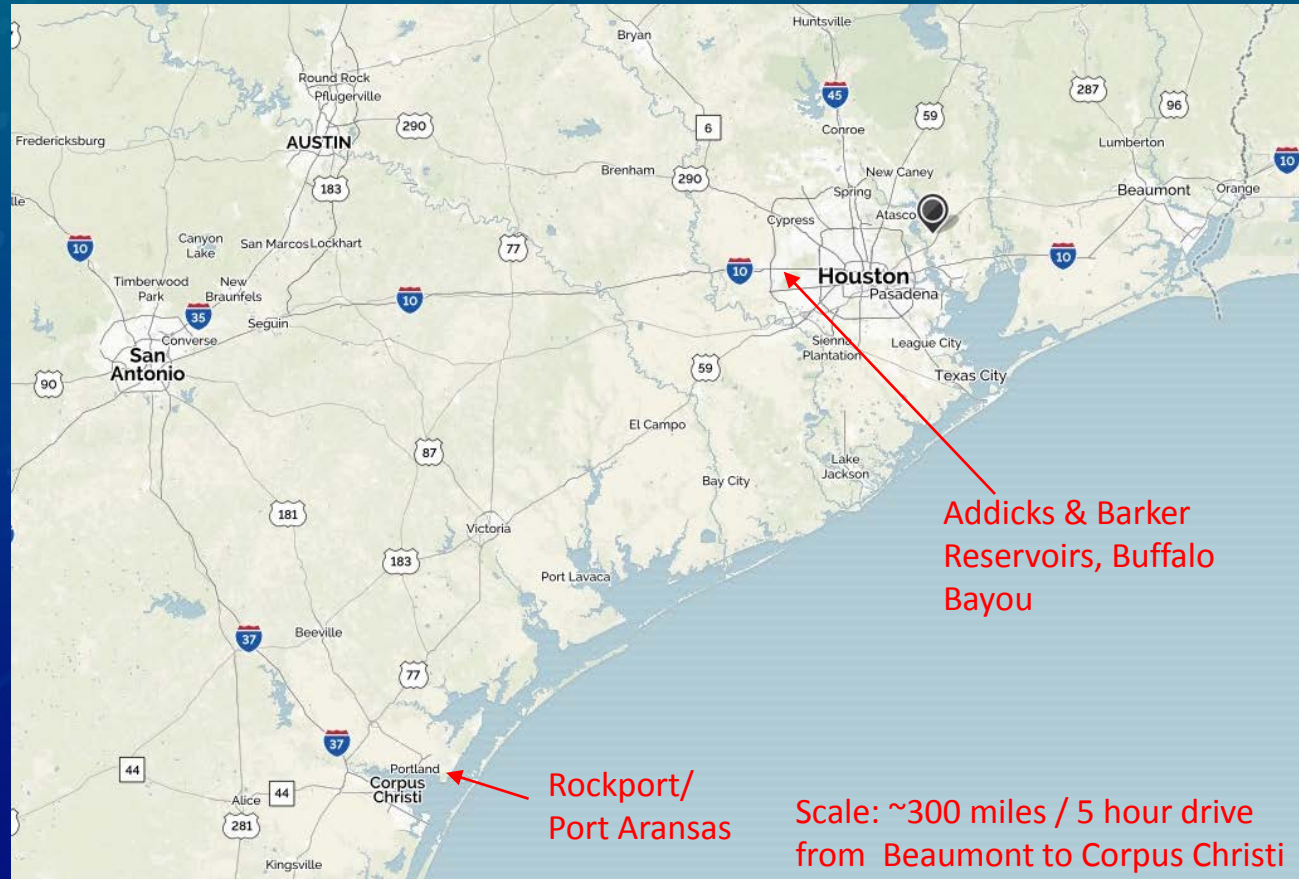 Huntsville
Bryan
Round Rock
Pflugerville
45
287
96
59
290
6
Conroe
Fredericksburg
AUSTIN
Lumberton
10
Brenham
290
New Caney
183
Spring
Beaumont
Orange
Cypress
Atasco
lle
10
Canyon
Lake
San Marcos
Lockhart
77
10
10
Houston
Timberwood
Park
New
Braunfels
10
Pasadena
35
Seguin
Converse
San
Antonio
Sienna
Plantation
League City
90
59
Texas City
El Campo
87
Lake
Jackson
Bay City
181
Addicks & Barker
Reservoirs, Buffalo
Bayou
Victoria
183
Port Lavaca
37
Beeville
77
37
44
Portland
Corpus
Christi
Rockport/
Port Aransas
Alice
44
281
Scale: ~300 miles / 5 hour drive
from Beaumont to Corpus Christi
Kingsville